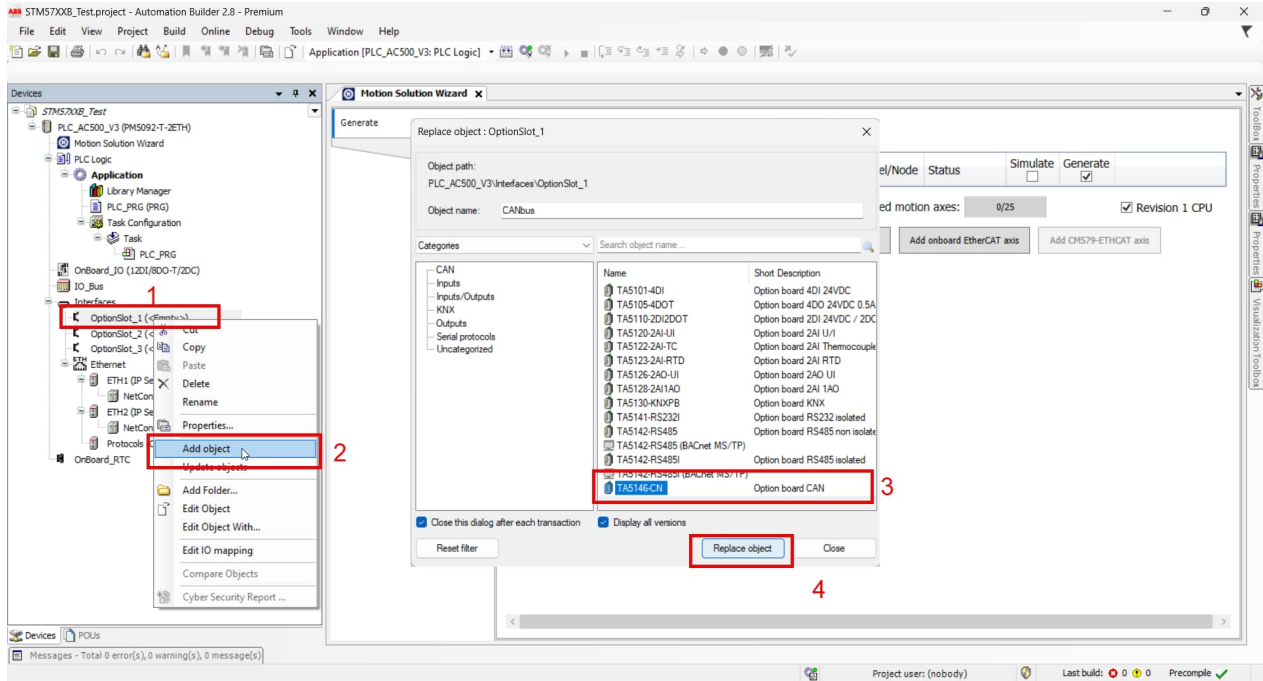 ABB STM57XXB_Test.project - Automation Builder 2.8 - Premium
File Edit View Project Build Online Debug Tools Window Help
Application [PLC_AC500_V3: PLC Logic]
Devices
STM57XXB_Test
PLC_AC500_V3 (PM5092-T-2ETH)
Motion Solution Wizard
PLC Logic
Application
Library Manager
PLC_PRG (PRG)
Task Configuration
Task
PLC_PRG
OnBoard_IO (12DI/8DO-T/2DC)
IO_Bus
1
Interfaces
OptionSlot_1 (<Empty>)
OptionSlot_2 (<
OptionSlot_3 (<
Ethernet
ETH1 (IP Se
NetCon
ETH2 (IP Se
NetCon
Protocols (
OnBoard_RTC
Cut
Copy
Paste
Delete
Rename
Properties...
Add object
2
Update objects
Add Folder...
Edit Object
Edit Object With...
Edit IO mapping
Compare Objects
Cyber Security Report ...
Devices POUs
Messages - Total 0 error(s), 0 warning(s), 0 message(s)
Motion Solution Wizard
Generate
el/Node Status Simulate Generate
ed motion axes: 0/25 Revision 1 CPU
Add onboard EtherCAT axis Add CM579-ETHCAT axis
Replace object : OptionSlot_1
Object path:
PLC_AC500_V3\Interfaces\OptionSlot_1
Object name: CANbus
Categories Search object name...
CAN
Inputs
Inputs/Outputs
KNX
Outputs
Serial protocols
Uncategorized
Name Short Description
TA5101-4DI Option board 4DI 24VDC
TA5105-4DOT Option board 4DO 24VDC 0.5A
TA5110-2DI2DOT Option board 2DI 24VDC / 2DC
TA5120-2AI-UI Option board 2AI U/I
TA5122-2AI-TC Option board 2AI Thermocouple
TA5123-2AI-RTD Option board 2AI RTD
TA5126-2AO-UI Option board 2AO UI
TA5128-2AI1AO Option board 2AI 1AO
TA5130-KNXPB Option board KNX
TA5141-RS232I Option board RS232 isolated
TA5142-RS485 Option board RS485 non isolate
TA5142-RS485 (BACnet MS/TP)
TA5142-RS485I Option board RS485 isolated
TA5142-RS485I (BACnet MS/TP)
TA5146-CN Option board CAN
3
Close this dialog after each transaction Display all versions
Reset filter Replace object Close
4
ToolBox
Properties
Properties
Visualization Toolbox
Project user: (nobody) Last build: 0 0 Precompile